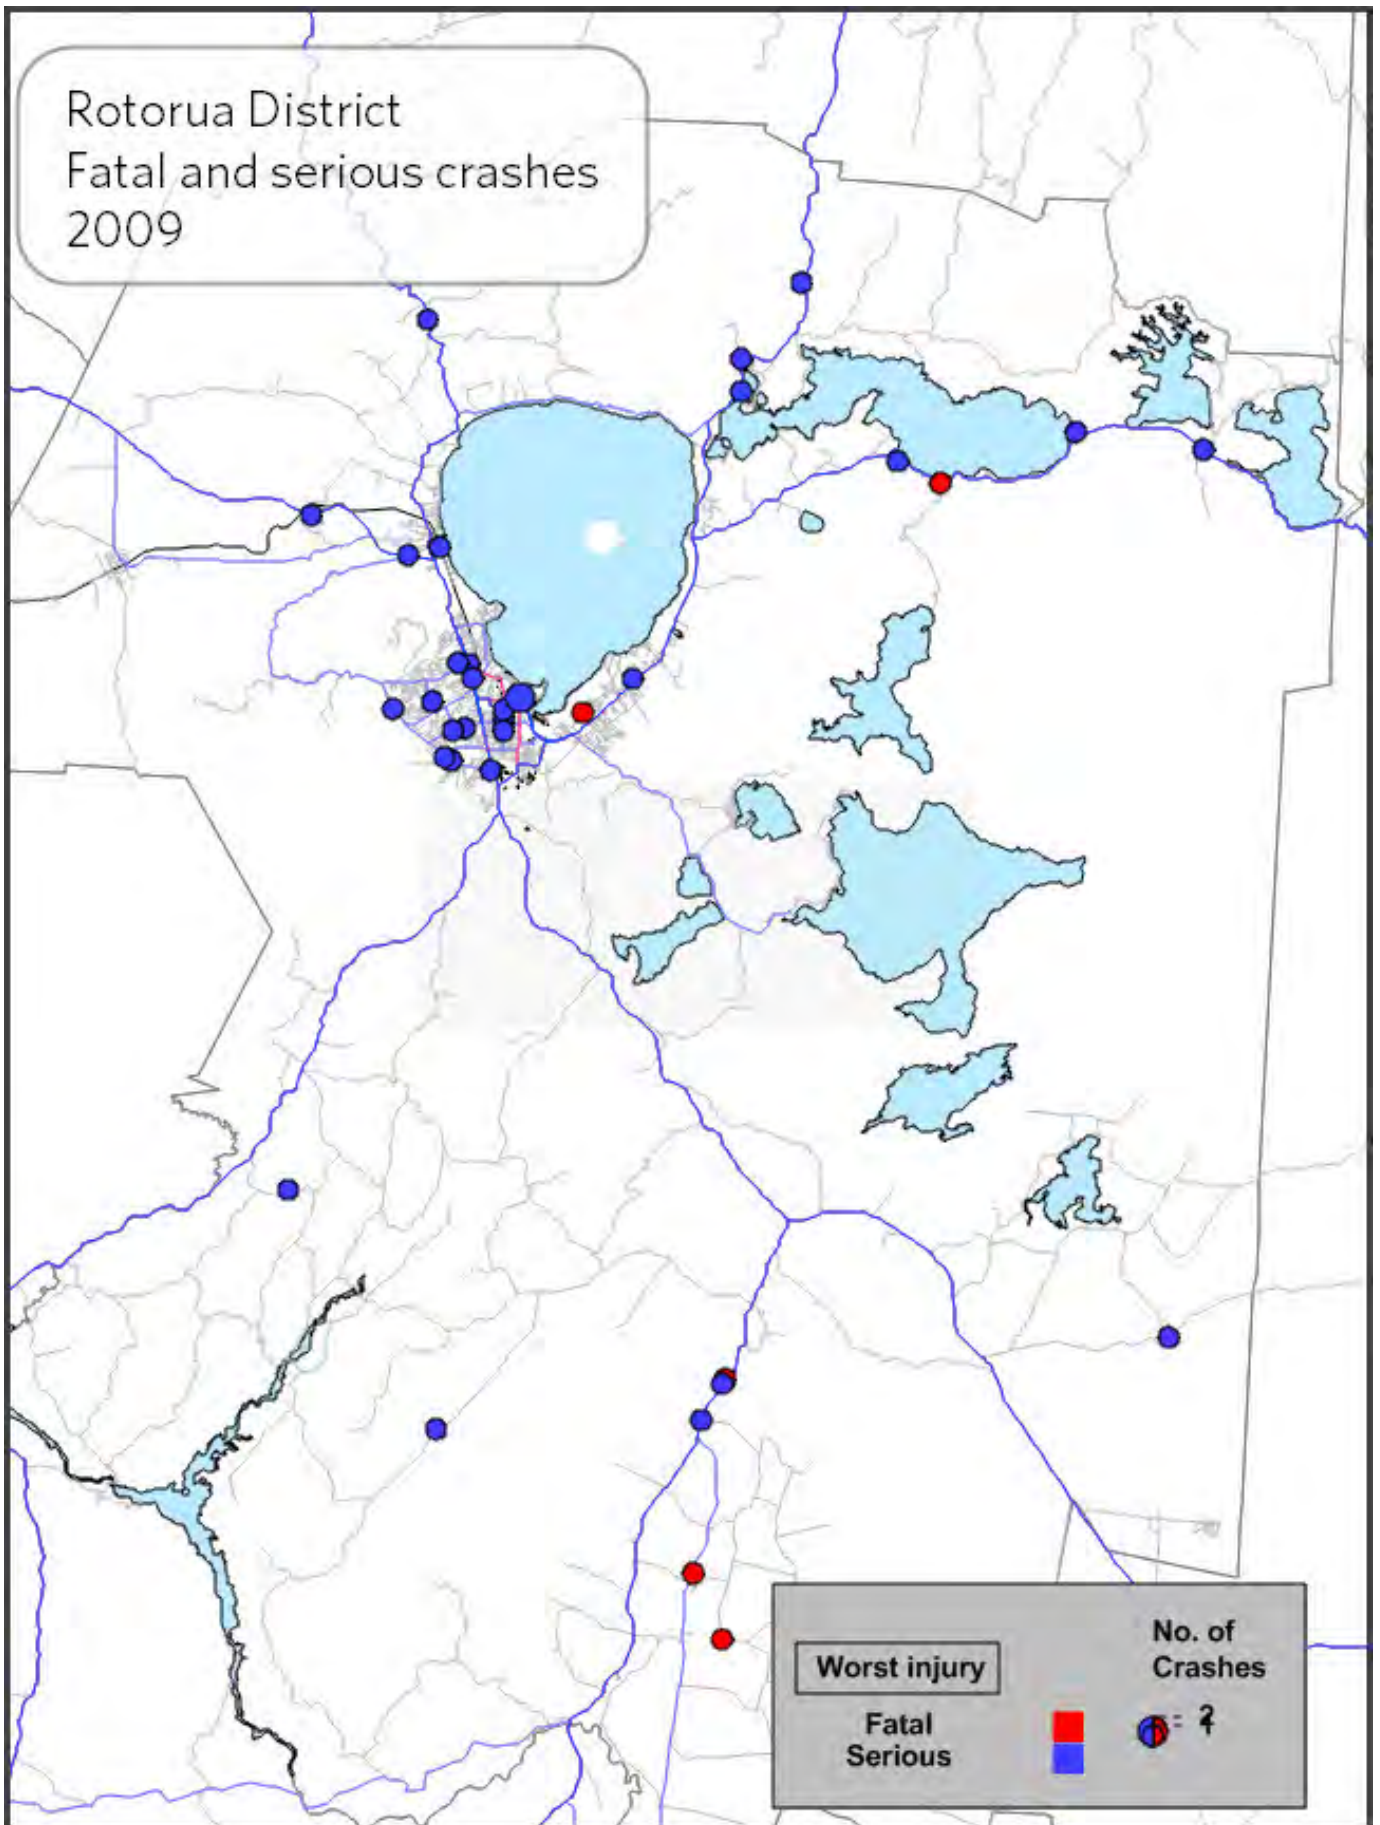 Rotorua District
Fatal and serious crashes
2009
No. of
Crashes
Worst injury
Fatal
Serious